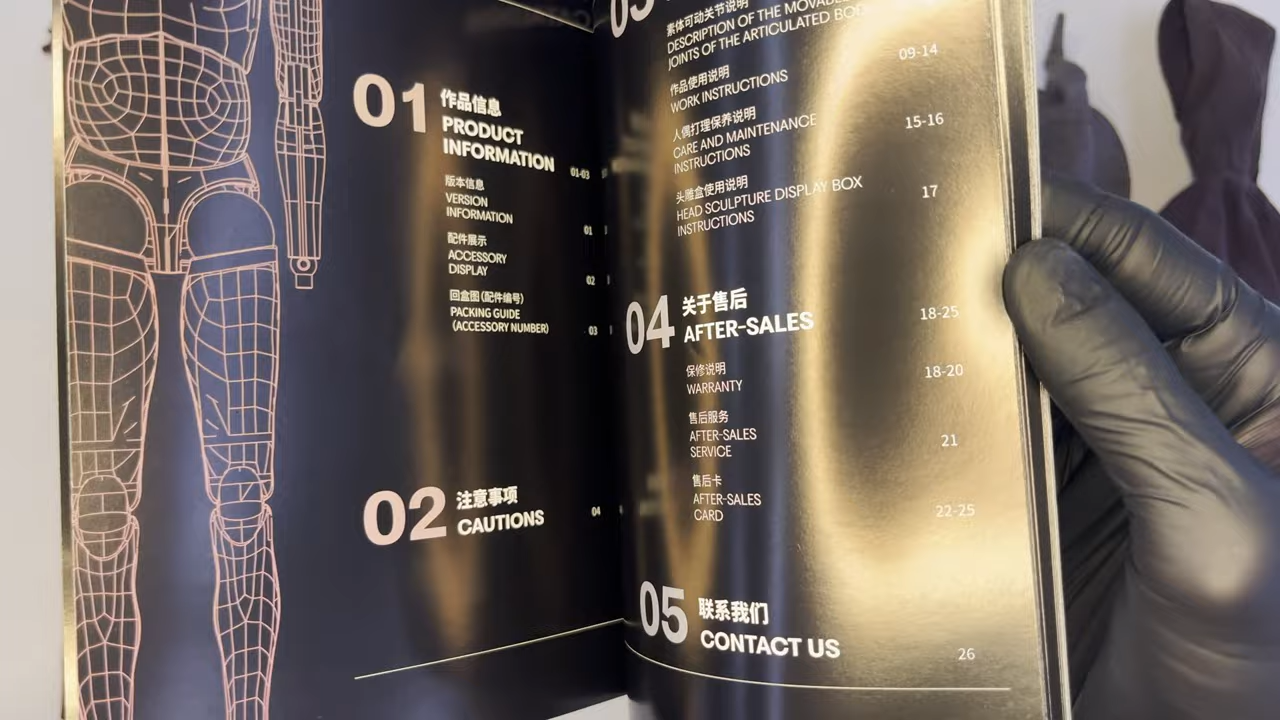 01
作品信息
PRODUCT
INFORMATION
01-03
版本信息
VERSION
INFORMATION
01
配件展示
ACCESSORY
DISPLAY
02
回盒图(配件编号)
PACKING GUIDE
(ACCESSORY NUMBER)
03
02
注意事项
CAUTIONS
04
素体可动关节说明
DESCRIPTION OF THE
JOINTS OF THE ARTICULATED
09-14
作品使用说明
WORK INSTRUCTIONS
人偶打理保养说明
CARE AND MAINTENANCE
INSTRUCTIONS
15-16
头雕盒使用说明
HEAD SCULPTURE DISPLAY BOX
INSTRUCTIONS
17
04
关于售后
AFTER-SALES
18-25
保修说明
WARRANTY
18-20
售后服务
AFTER-SALES
SERVICE
21
售后卡
AFTER-SALES
CARD
22-25
05
联系我们
CONTACT US
26